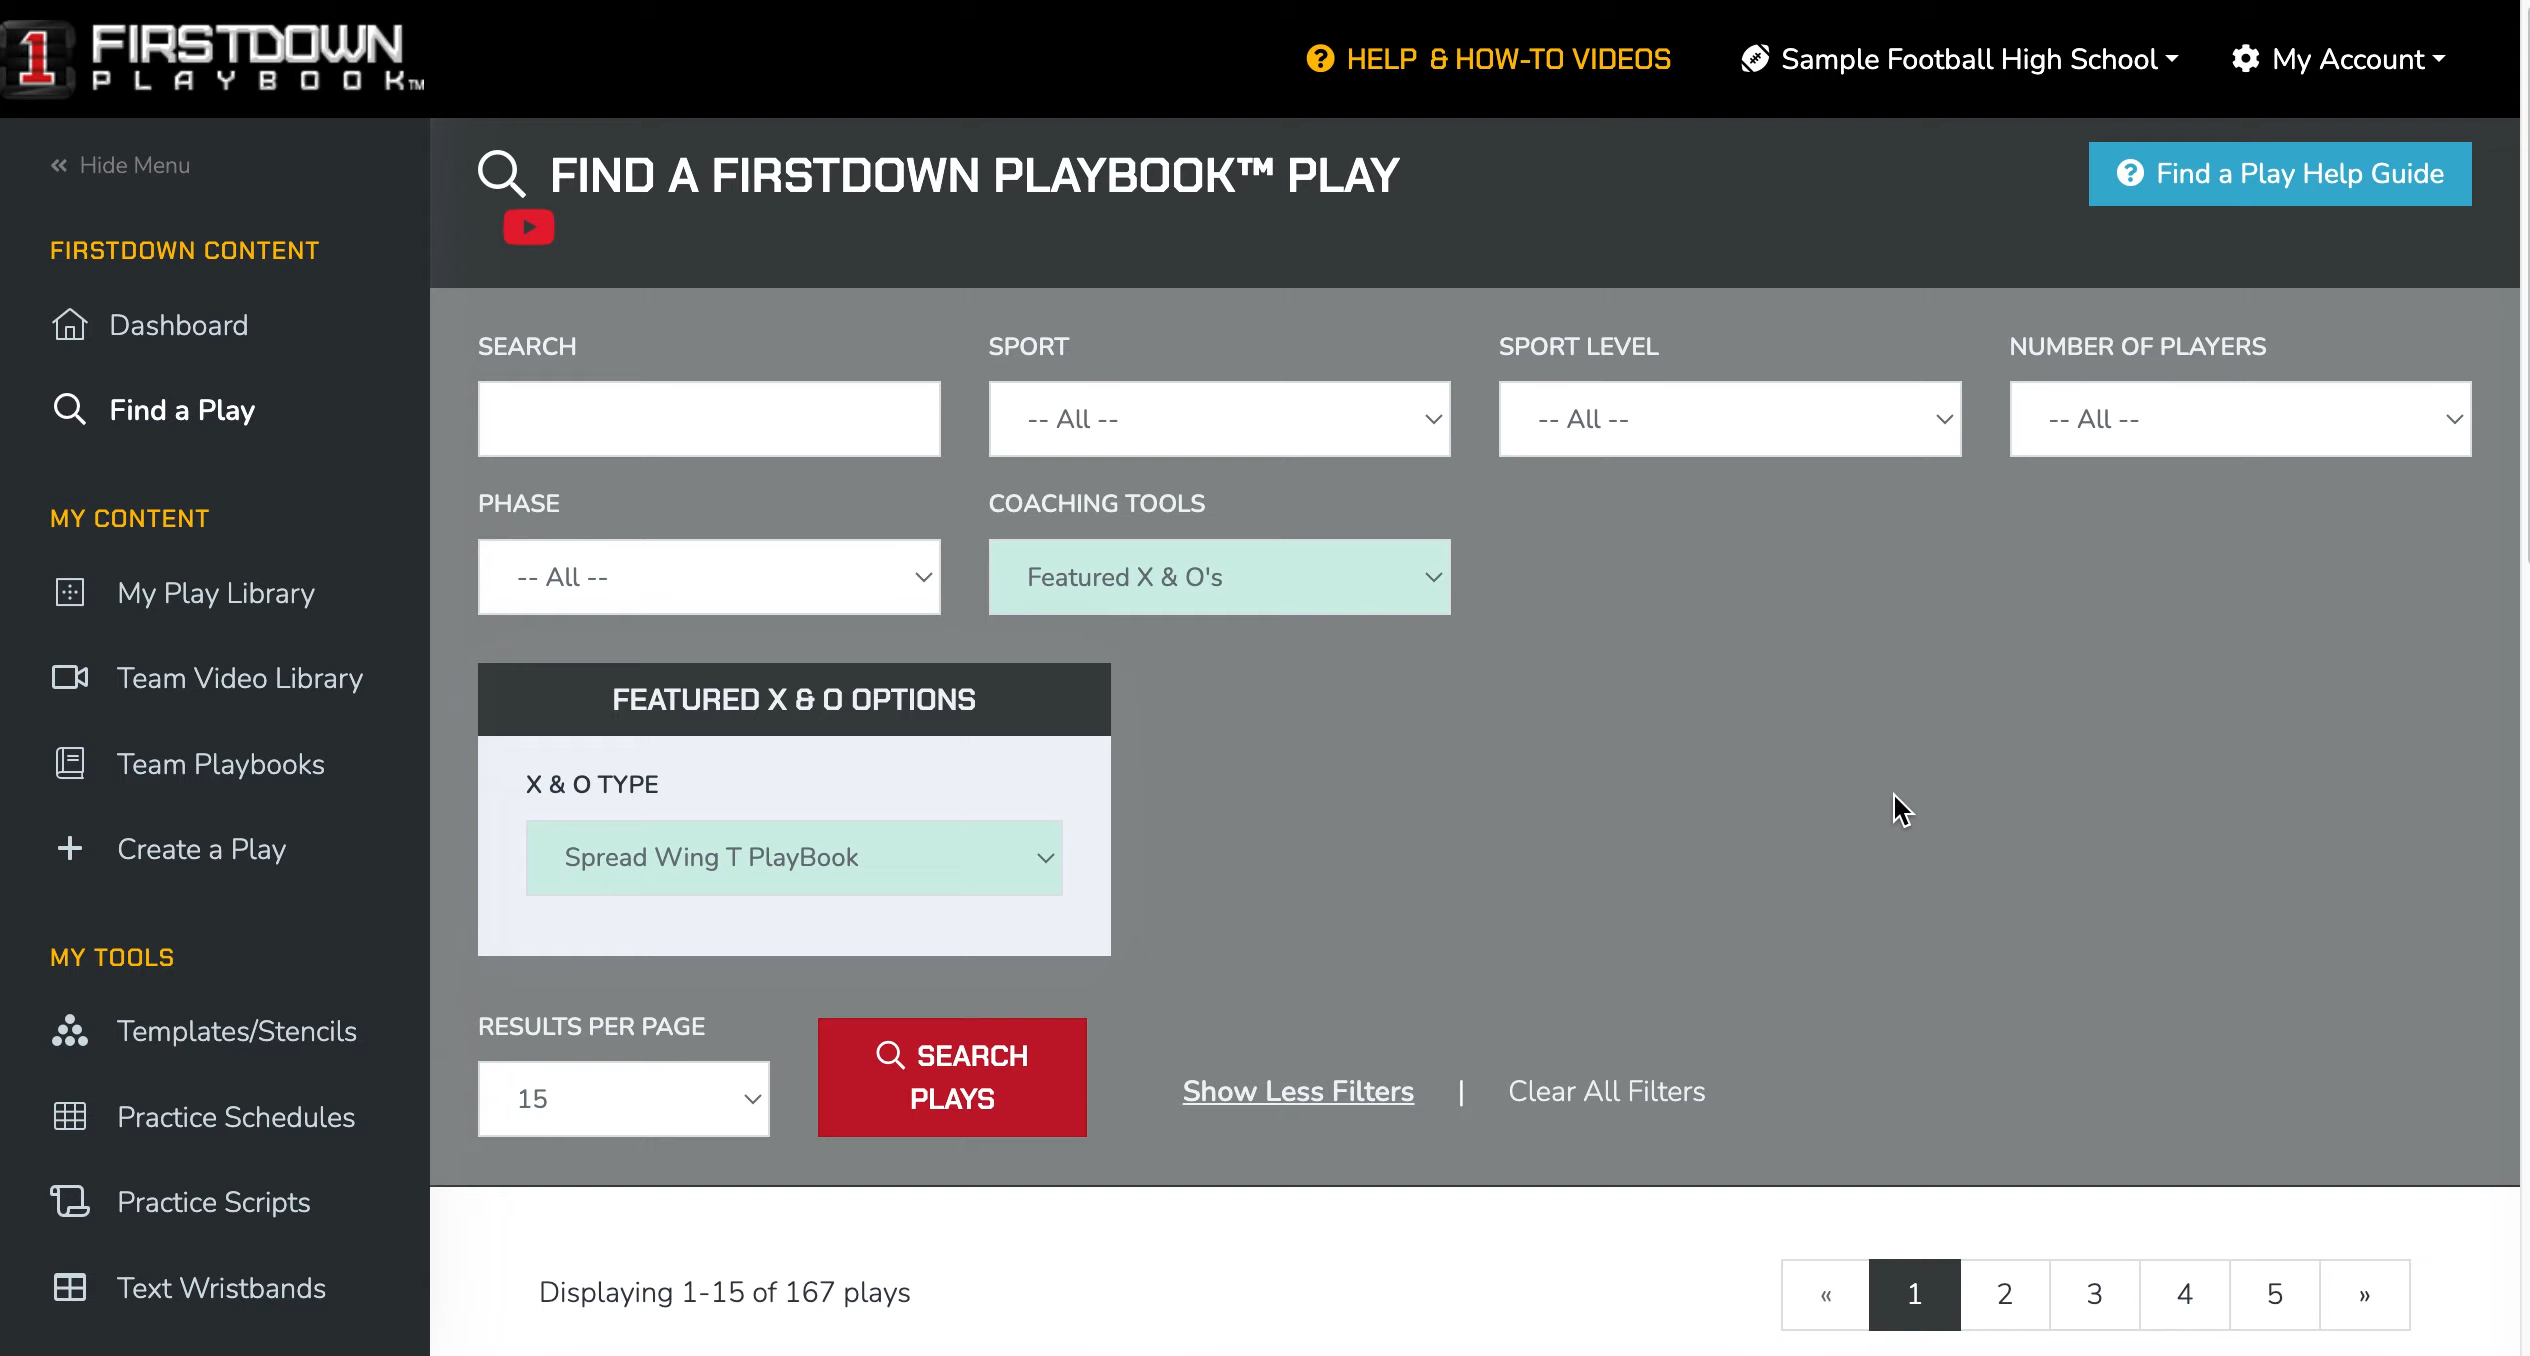 1 FIRSTDOWN
PLAYBOOK™
HELP & HOW-TO VIDEOS
Sample Football High School
My Account
Hide Menu
FIRSTDOWN CONTENT
Dashboard
Find a Play
MY CONTENT
My Play Library
Team Video Library
Team Playbooks
Create a Play
MY TOOLS
Templates/Stencils
Practice Schedules
Practice Scripts
Text Wristbands
FIND A FIRSTDOWN PLAYBOOK™ PLAY
Find a Play Help Guide
SEARCH
SPORT
SPORT LEVEL
NUMBER OF PLAYERS
-- All --
-- All --
-- All --
PHASE
COACHING TOOLS
-- All --
Featured X & O's
FEATURED X & O OPTIONS
X & O TYPE
Spread Wing T PlayBook
RESULTS PER PAGE
15
SEARCH
PLAYS
Show Less Filters | Clear All Filters
Displaying 1-15 of 167 plays
« 1 2 3 4 5 »